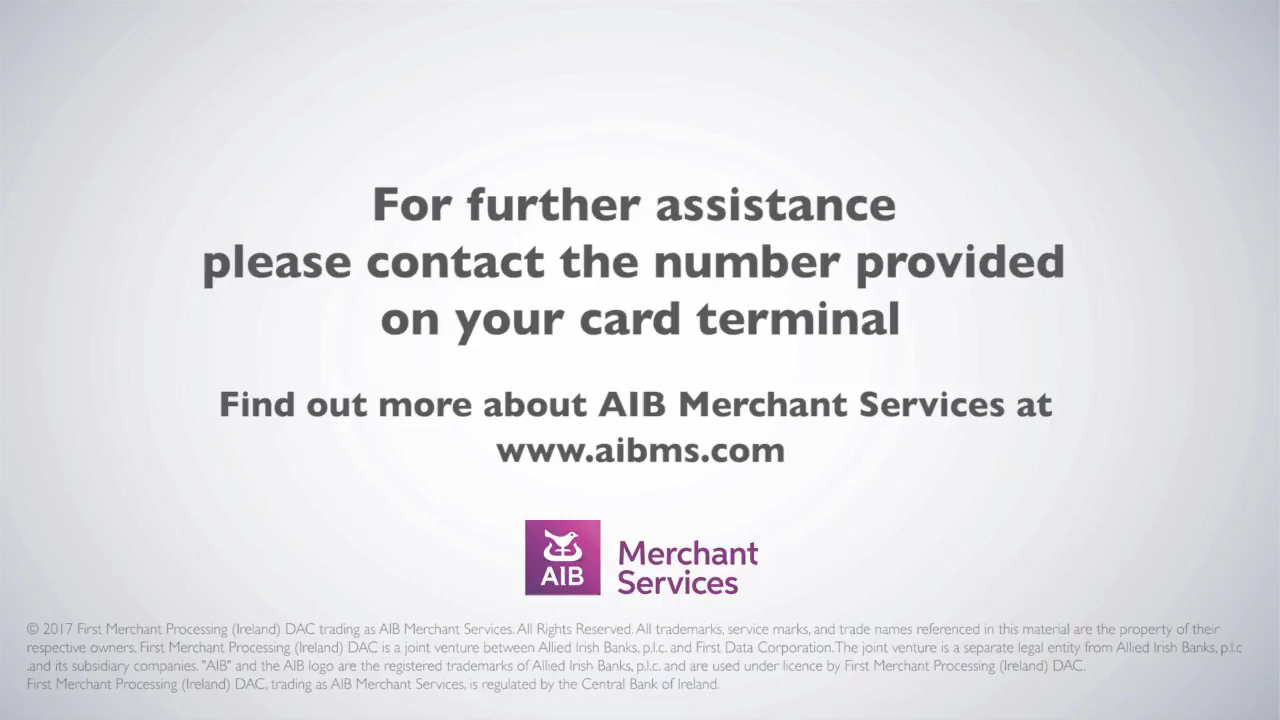 For further assistance
please contact the number provided
on your card terminal
Find out more about AIB Merchant Services at
www.aibms.com
AIB
Merchant
Services
© 2017 First Merchant Processing (Ireland) DAC trading as AIB Merchant Services. All Rights Reserved. All trademarks, service marks, and trade names referenced in this material are the property of their
respective owners. First Merchant Processing (Ireland) DAC is a joint venture between Allied Irish Banks, p.l.c. and First Data Corporation. The joint venture is a separate legal entity from Allied Irish Banks, p.l.c
.and its subsidiary companies. "AIB" and the AIB logo are the registered trademarks of Allied Irish Banks, p.l.c. and are used under licence by First Merchant Processing (Ireland) DAC.
First Merchant Processing (Ireland) DAC, trading as AIB Merchant Services, is regulated by the Central Bank of Ireland.